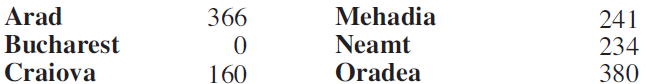 Arad 366 Mehadia 241
Bucharest 0 Neamt 234
Craiova 160 Oradea 380